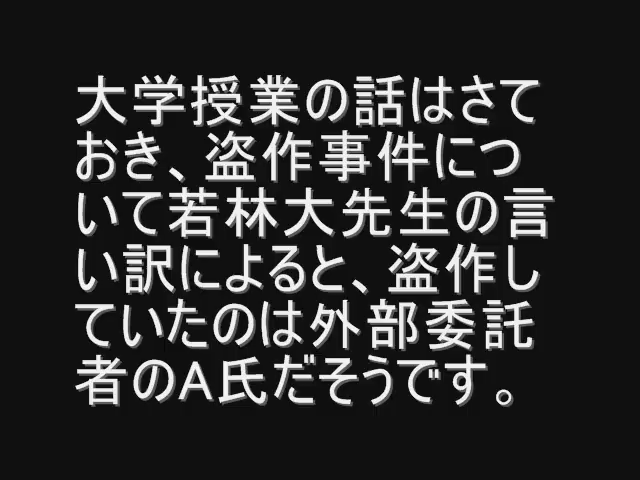 大学授業の話はさて
おき、盗作事件につ
いて若林大先生の言
い訳によると、盗作し
ていたのは外部委託
者のA氏だそうです。